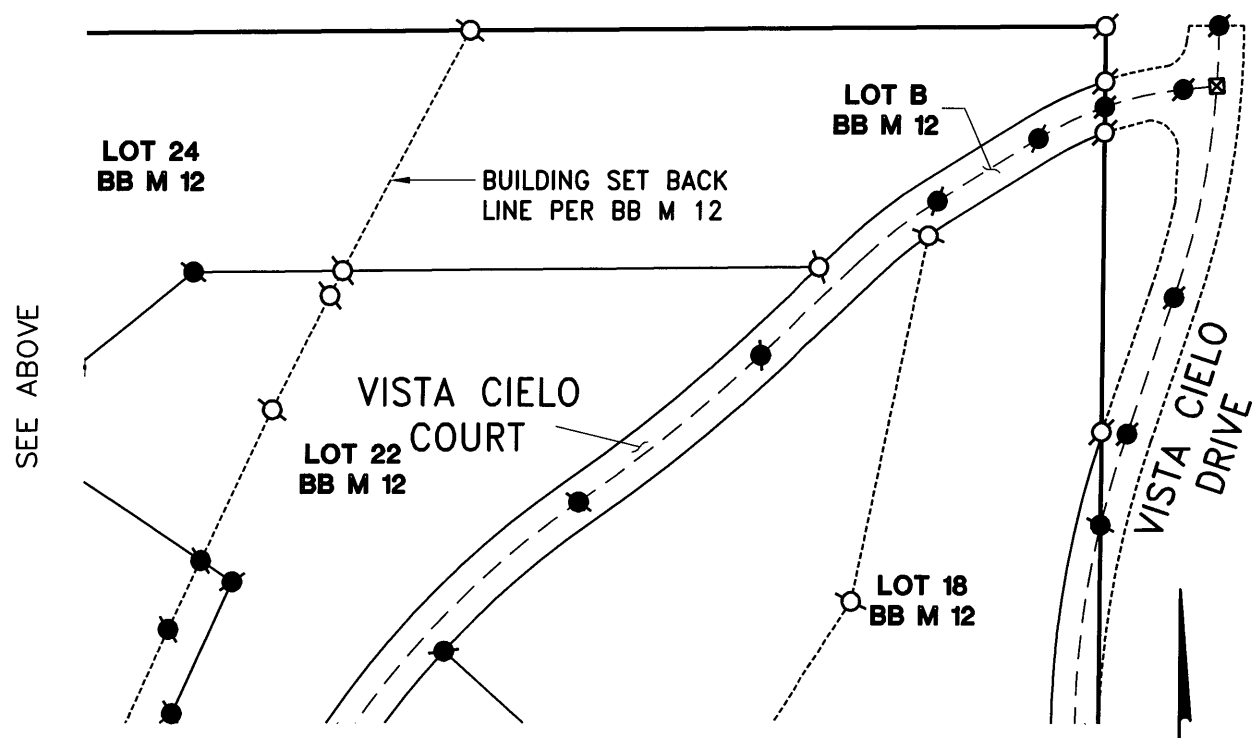 LOT B
BB M 12
LOT 24
BB M 12
BUILDING SET BACK
LINE PER BB M 12
SEE ABOVE
VISTA CIELO
COURT
LOT 22
BB M 12
VISTA CIELO
DRIVE
LOT 18
BB M 12